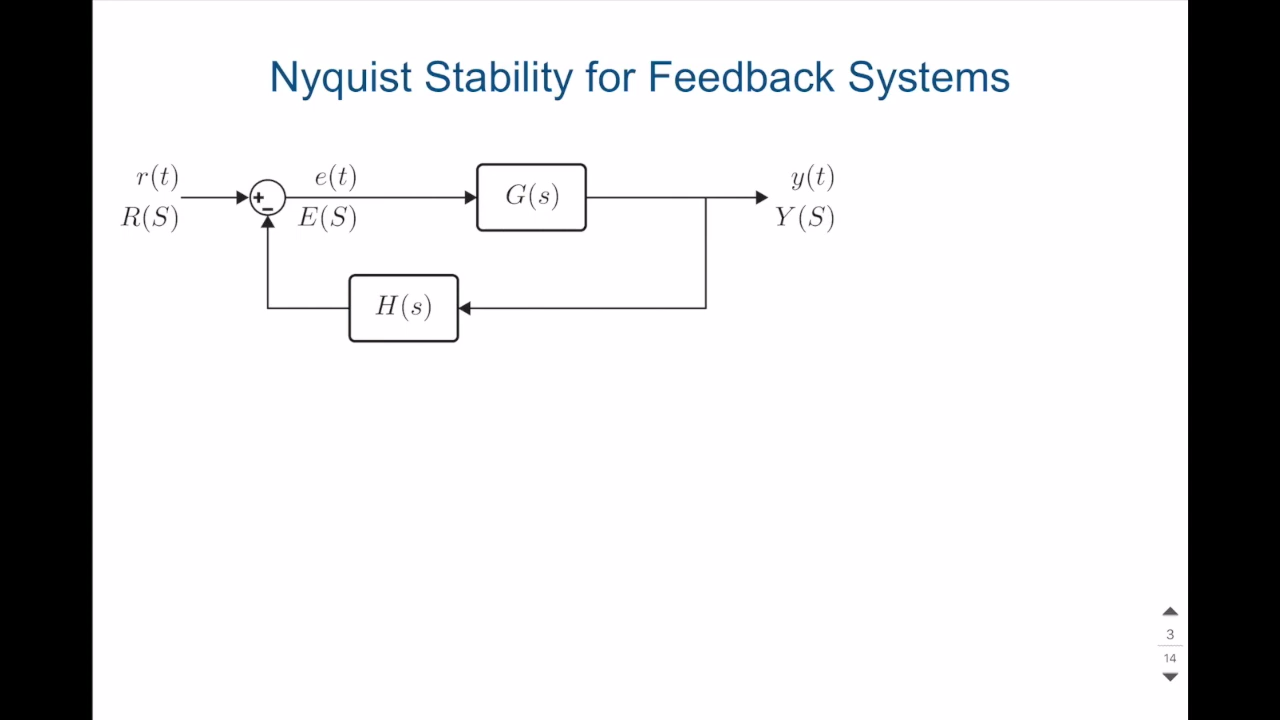 Nyquist Stability for Feedback Systems
r(t)
R(S)
+
−
e(t)
E(S)
G(s)
y(t)
Y(S)
H(s)
3
14